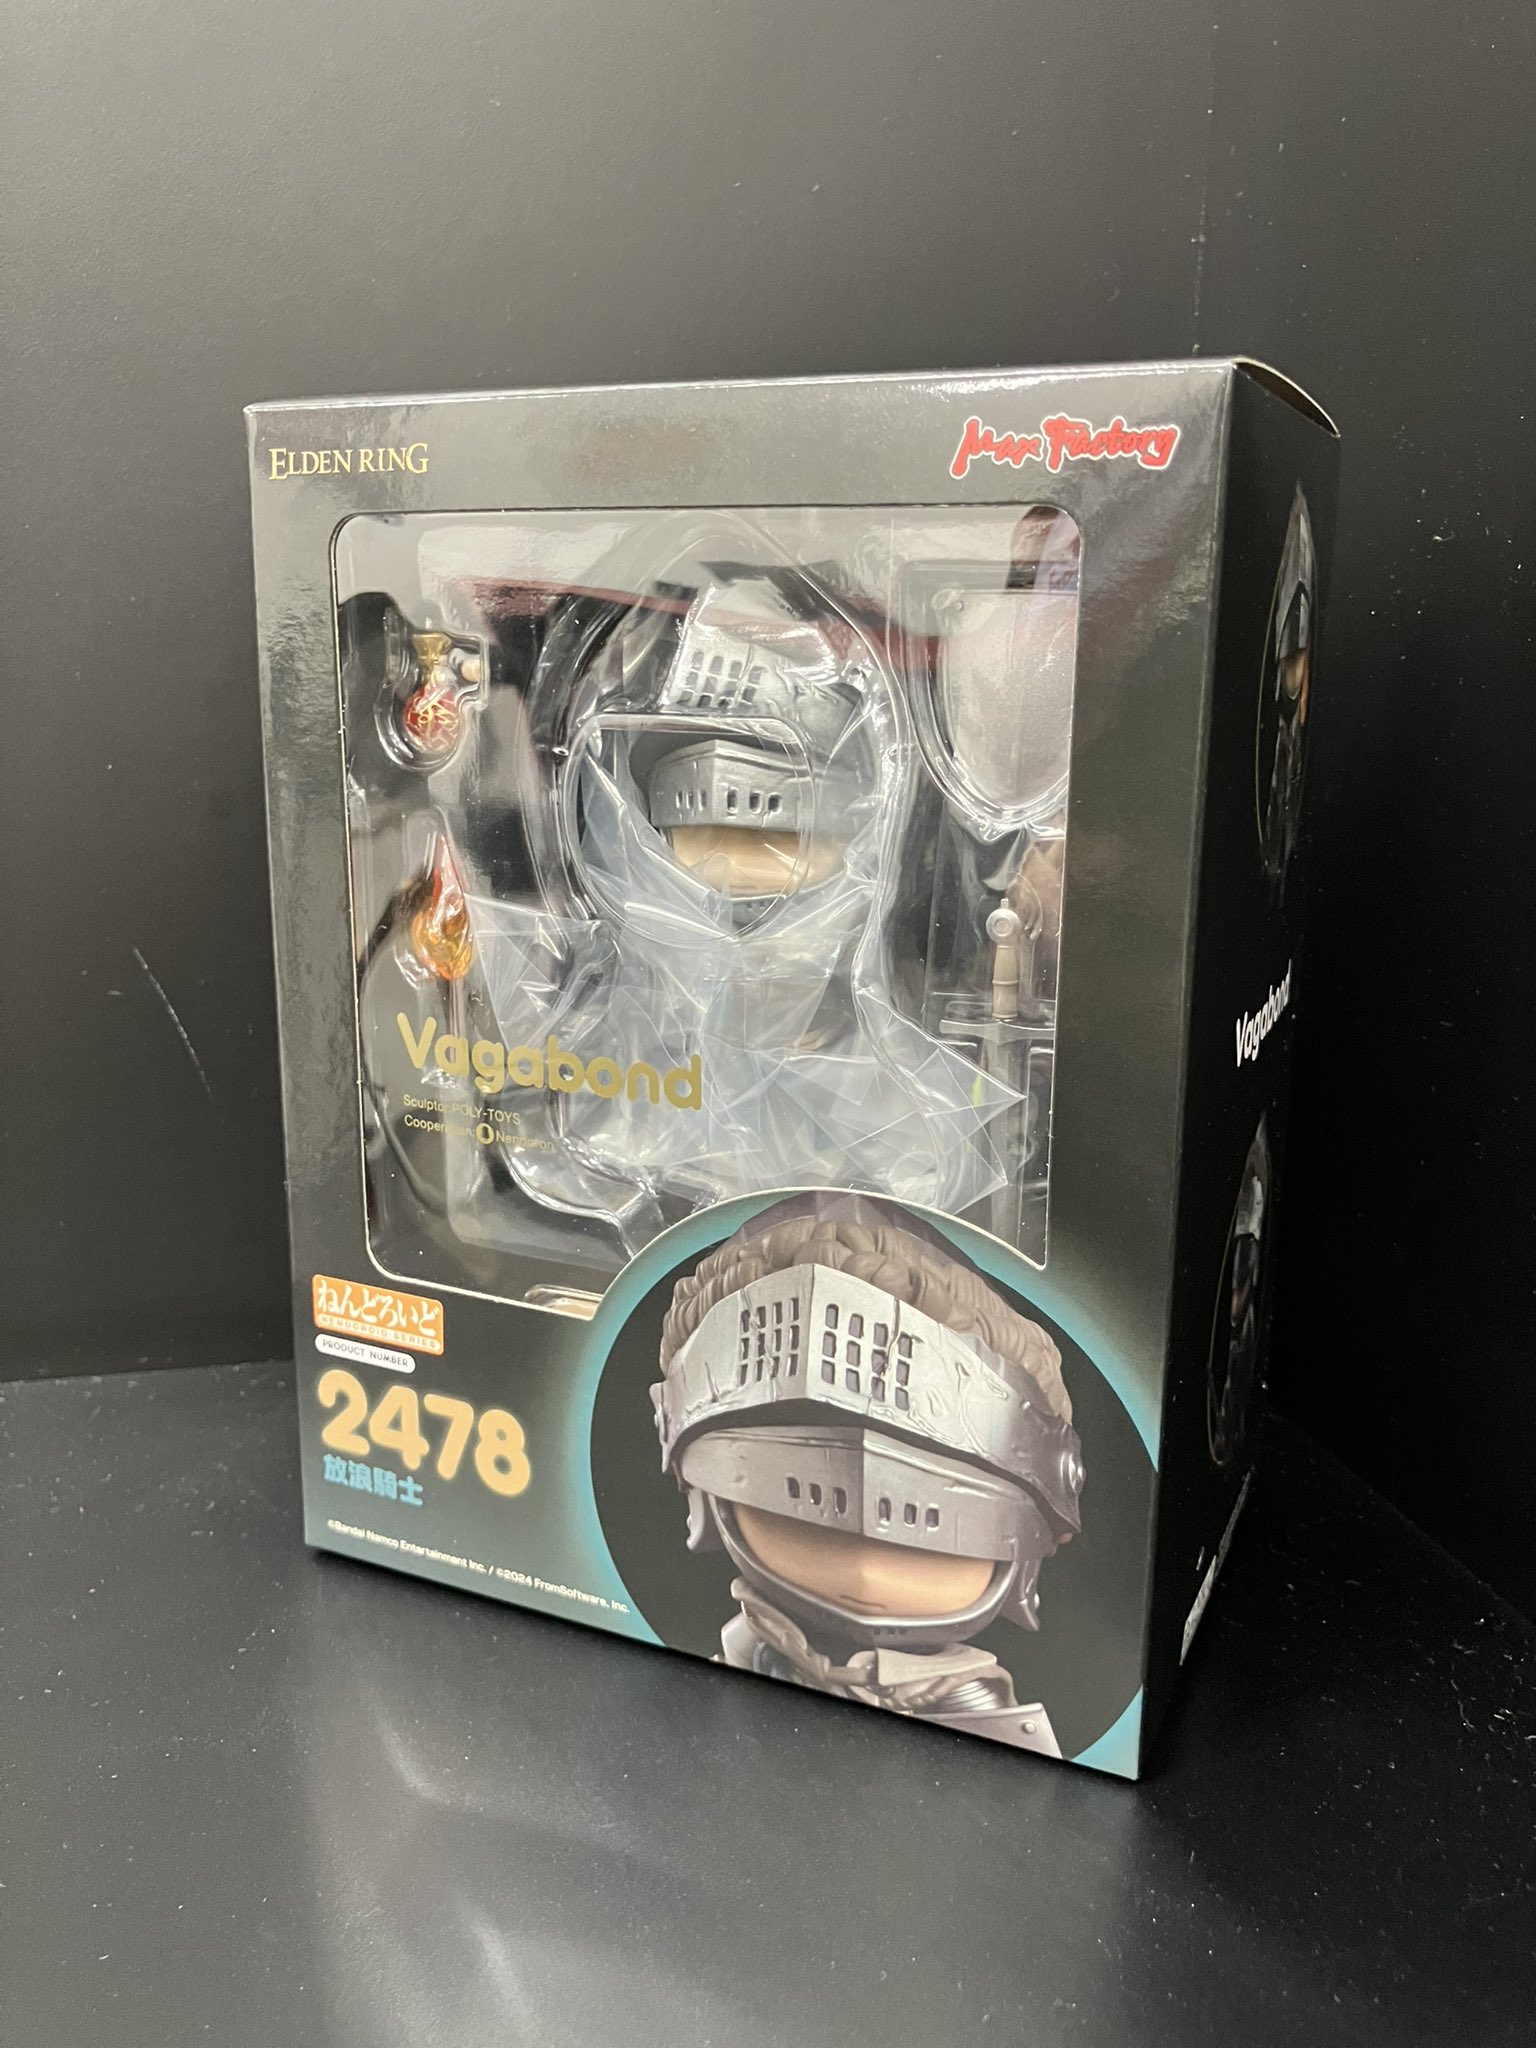 ELDEN RING
Max Factory
Vagabond
Sculptor: POLY-TOYS
Cooperation: Nendoron
ねんどろいど
NENDOROID SERIES
PRODUCT NUMBER
2478
放浪騎士
©Bandai Namco Entertainment Inc. / ©2024 FromSoftware, Inc.
Vagabond